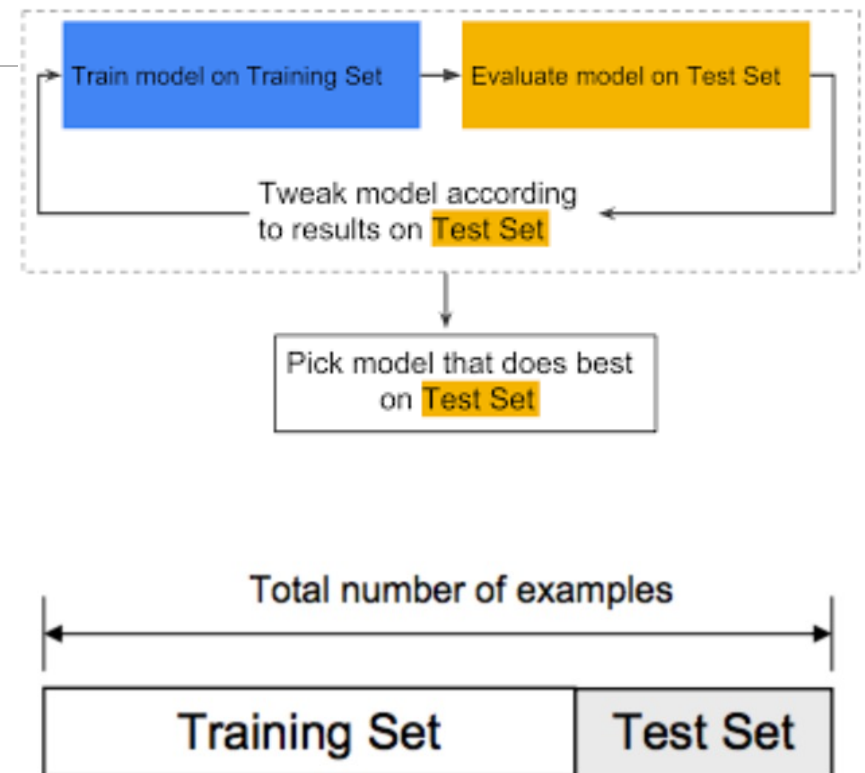 Train model on Training Set
Evaluate model on Test Set
Tweak model according
to results on Test Set
Pick model that does best
on Test Set
Total number of examples
Training Set
Test Set